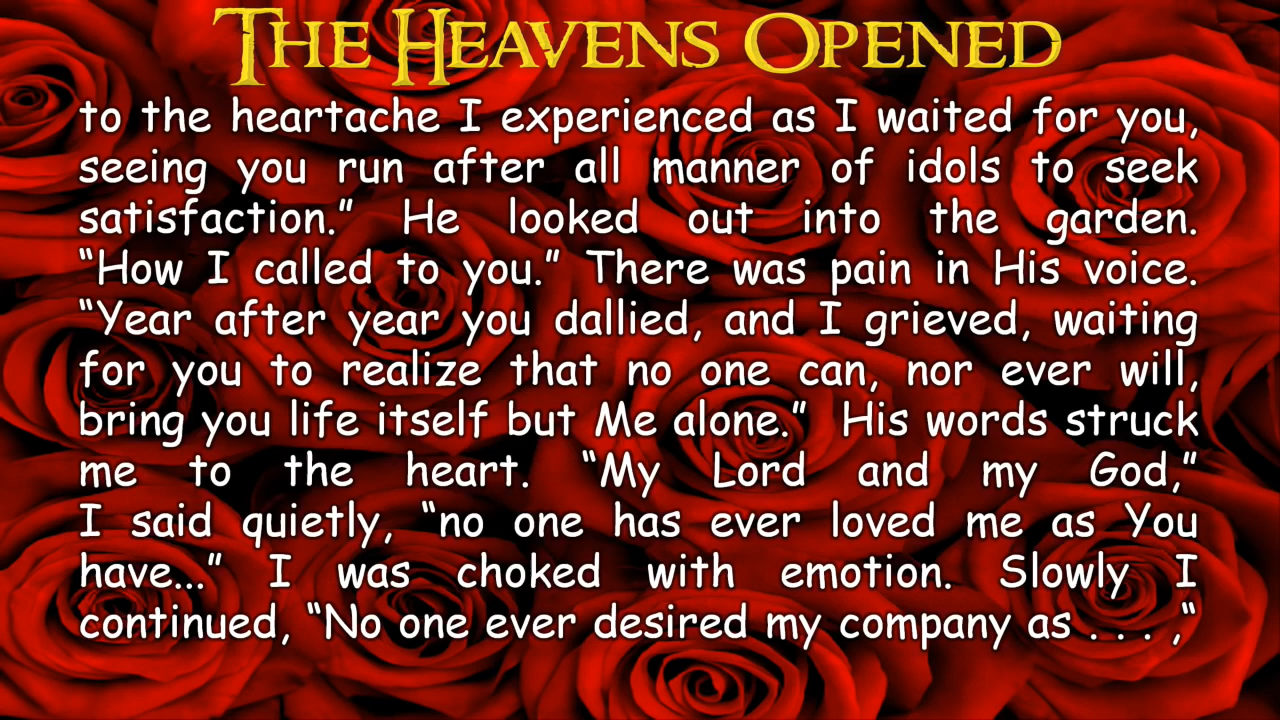 The Heavens Opened
to the heartache I experienced as I waited for you,
seeing you run after all manner of idols to seek
satisfaction.” He looked out into the garden.
“How I called to you.” There was pain in His voice.
“Year after year you dallied, and I grieved, waiting
for you to realize that no one can, nor ever will,
bring you life itself but Me alone.” His words struck
me to the heart. “My Lord and my God,”
I said quietly, “no one has ever loved me as You
have...” I was choked with emotion. Slowly I
continued, “No one ever desired my company as . . . ,“